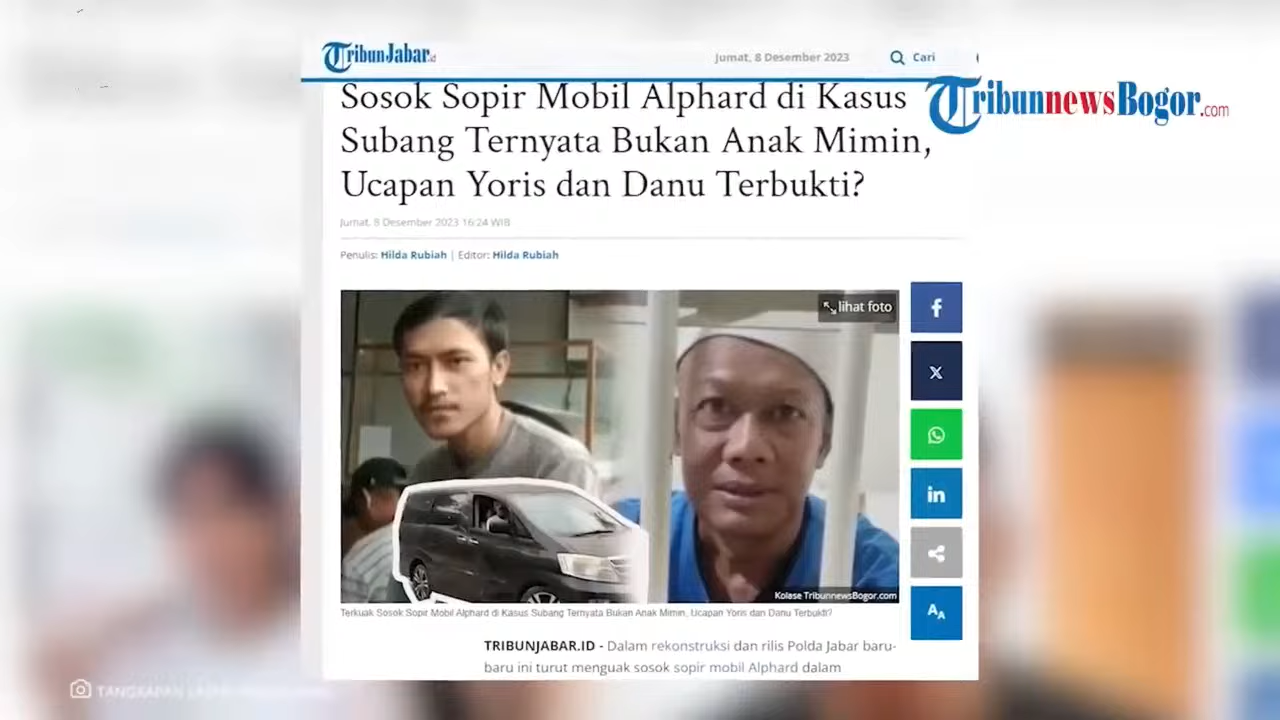 TribunJabar.id
Jumat, 8 Desember 2023
Cari
TribunnewsBogor.com
Sosok Sopir Mobil Alphard di Kasus
Subang Ternyata Bukan Anak Mimin,
Ucapan Yoris dan Danu Terbukti?
Jumat, 8 Desember 2023 16:24 WIB
Penulis: Hilda Rubiah | Editor: Hilda Rubiah
lihat foto
Kolase TribunnewsBogor.com
Terkuak Sosok Sopir Mobil Alphard di Kasus Subang Ternyata Bukan Anak Mimin, Ucapan Yoris dan Danu Terbukti?
TRIBUNJABAR.ID - Dalam rekonstruksi dan rilis Polda Jabar baru-
baru ini turut menguak sosok sopir mobil Alphard dalam
TANGKAPAN